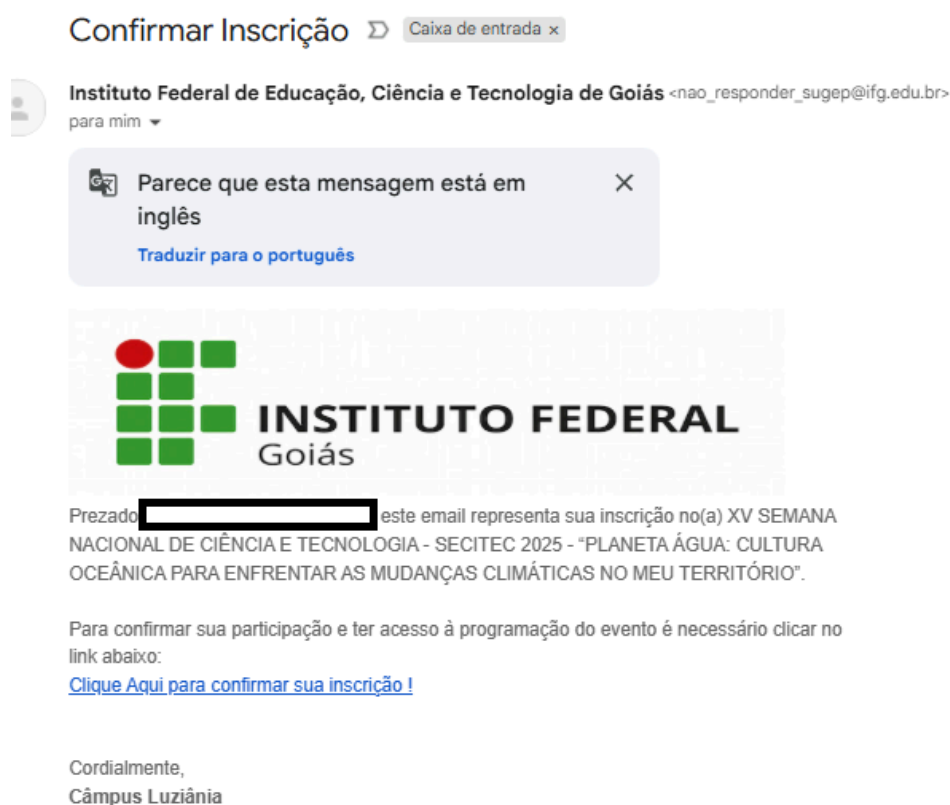 Confirmar Inscrição Caixa de entrada ×
Instituto Federal de Educação, Ciência e Tecnologia de Goiás <nao_responder_sugep@ifg.edu.br>
para mim
Parece que esta mensagem está em
inglês
Traduzir para o português
INSTITUTO FEDERAL
Goiás
Prezado este email representa sua inscrição no(a) XV SEMANA
NACIONAL DE CIÊNCIA E TECNOLOGIA - SECITEC 2025 - “PLANETA ÁGUA: CULTURA
OCEÂNICA PARA ENFRENTAR AS MUDANÇAS CLIMÁTICAS NO MEU TERRITÓRIO”.
Para confirmar sua participação e ter acesso à programação do evento é necessário clicar no
link abaixo:
Clique Aqui para confirmar sua inscrição !
Cordialmente,
Câmpus Luziânia